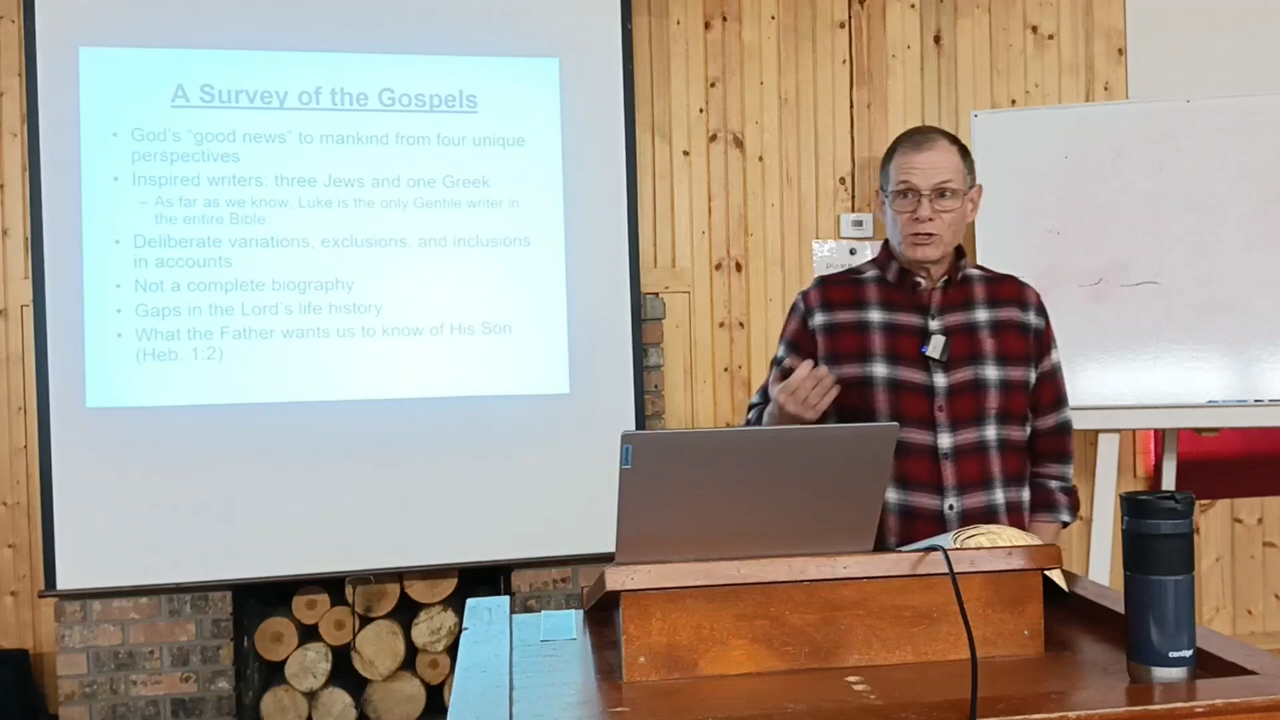 A Survey of the Gospels
• God's "good news" to mankind from four unique
perspectives
• Inspired writers: three Jews and one Greek
– As far as we know, Luke is the only Gentile writer in
the entire Bible
• Deliberate variations, exclusions, and inclusions
in accounts
• Not a complete biography
• Gaps in the Lord's life history
• What the Father wants us to know of His Son
(Heb. 1:2)
contigo